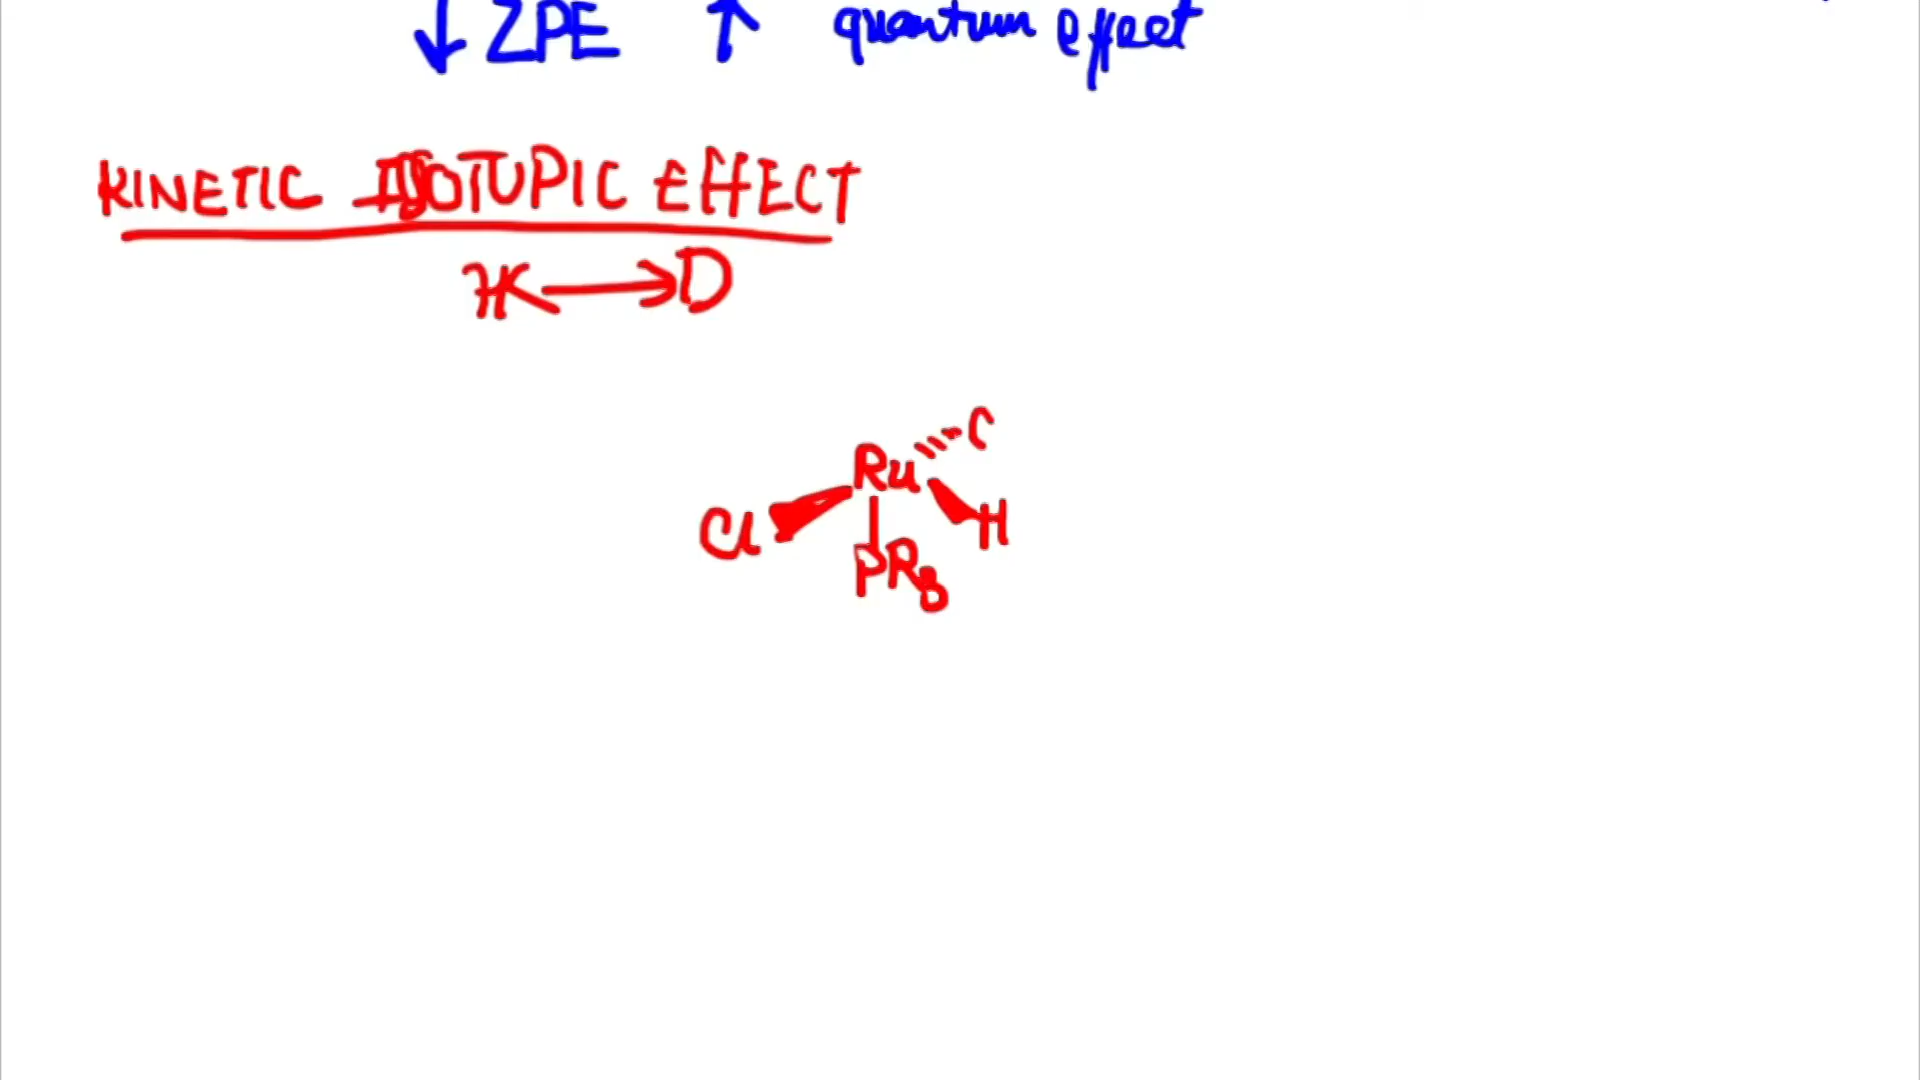 ↓ ZPE ↑ quantum effect
KINETIC ISOTOPIC EFFECT
H → D
C
Ru
Cl H
PR3